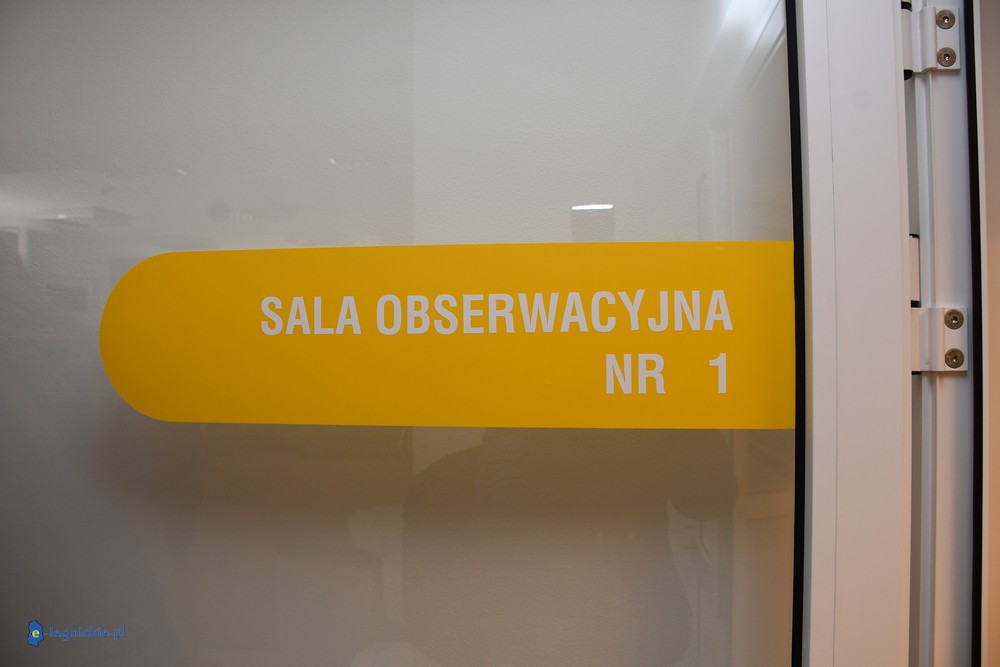 SALA OBSERWACYJNA
NR 1
e-legnickie.pl